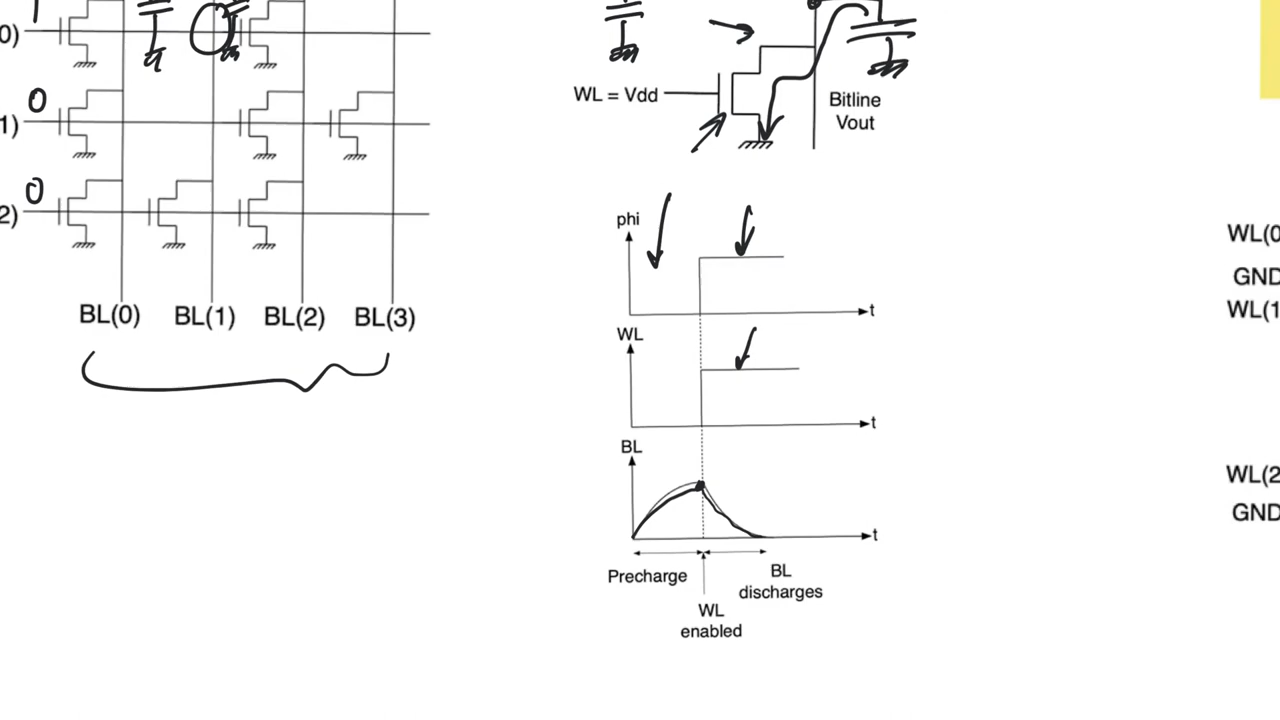 0)
0
1)
0
2)
BL(0) BL(1) BL(2) BL(3)
WL = Vdd
Bitline
Vout
phi
t
WL
t
BL
t
Precharge
BL
discharges
WL
enabled
WL(0
GND
WL(1
WL(2
GND